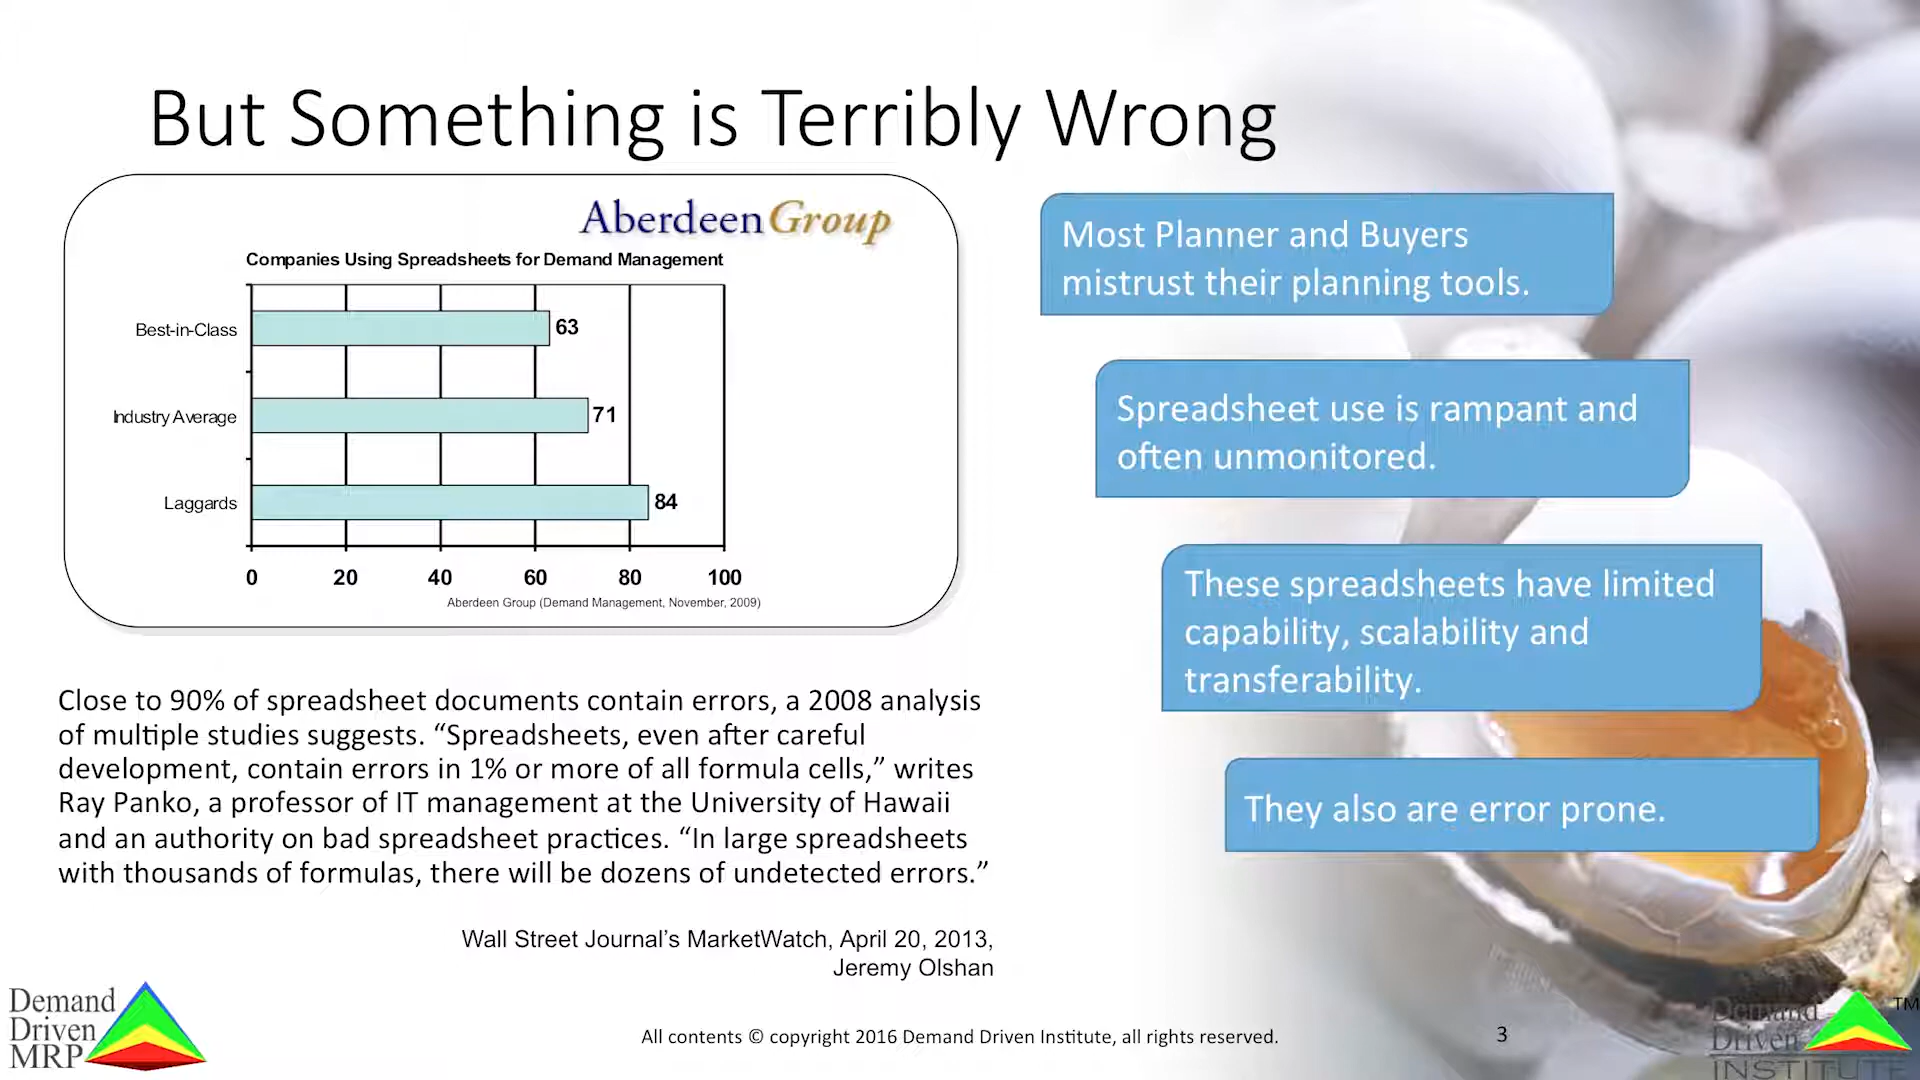 But Something is Terribly Wrong
Aberdeen Group
Companies Using Spreadsheets for Demand Management
Best-in-Class
63
Industry Average
71
Laggards
84
0 20 40 60 80 100
Aberdeen Group (Demand Management, November, 2009)
Close to 90% of spreadsheet documents contain errors, a 2008 analysis
of multiple studies suggests. “Spreadsheets, even after careful
development, contain errors in 1% or more of all formula cells,” writes
Ray Panko, a professor of IT management at the University of Hawaii
and an authority on bad spreadsheet practices. “In large spreadsheets
with thousands of formulas, there will be dozens of undetected errors.”
Wall Street Journal’s MarketWatch, April 20, 2013,
Jeremy Olshan
Most Planner and Buyers
mistrust their planning tools.
Spreadsheet use is rampant and
often unmonitored.
These spreadsheets have limited
capability, scalability and
transferability.
They also are error prone.
Demand
Driven
MRP
All contents © copyright 2016 Demand Driven Institute, all rights reserved.
3
Demand
Driven
INSTITUTE
TM